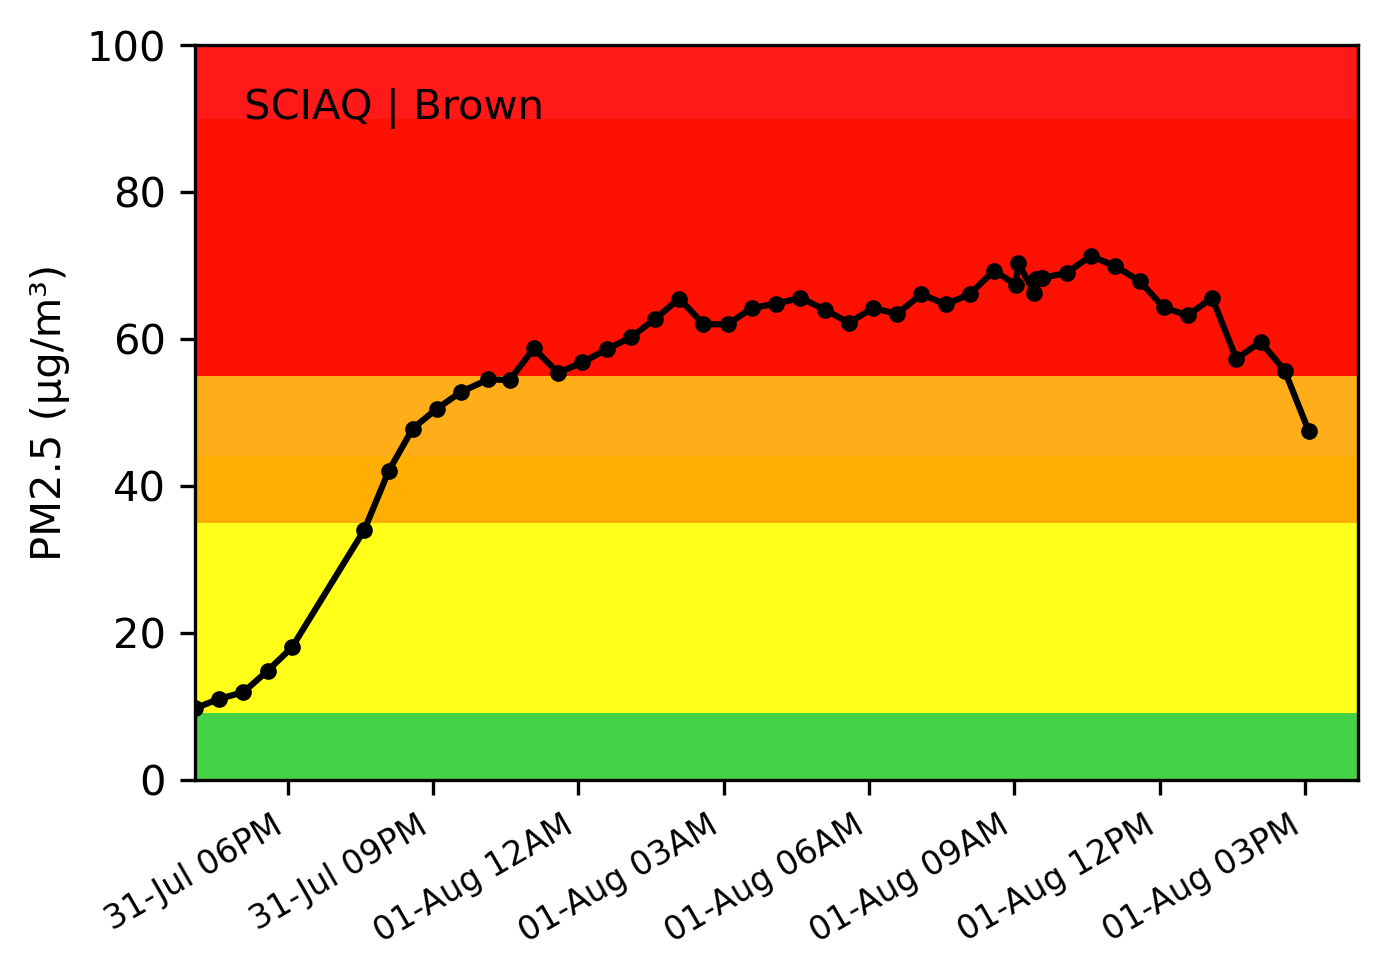 SCIAQ | Brown
PM2.5 (µg/m³)
100
80
60
40
20
0
31-Jul 06PM
31-Jul 09PM
01-Aug 12AM
01-Aug 03AM
01-Aug 06AM
01-Aug 09AM
01-Aug 12PM
01-Aug 03PM